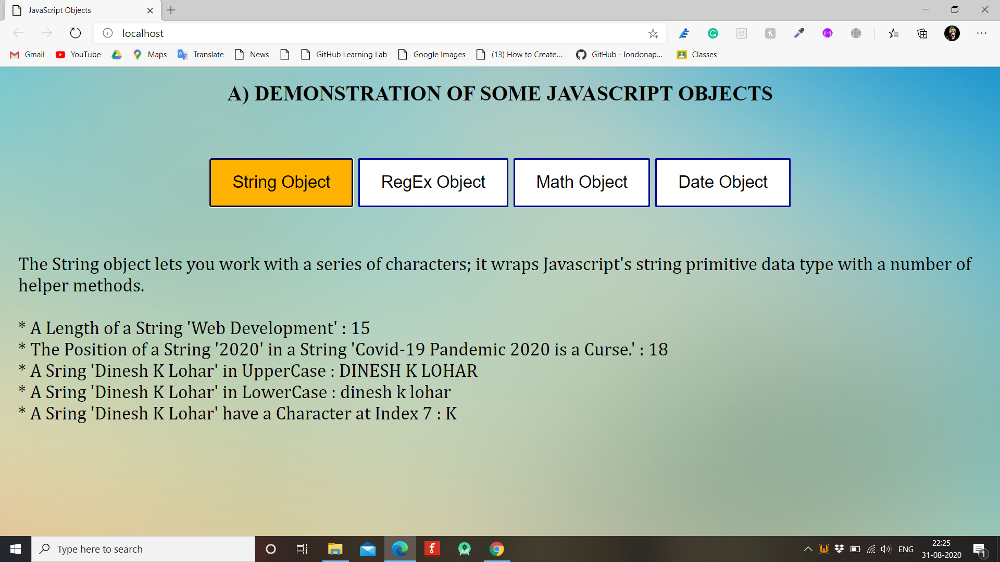 JavaScript Objects
localhost
Gmail YouTube Maps Translate News GitHub Learning Lab Google Images (13) How to Create... GitHub - londonap... Classes
A) DEMONSTRATION OF SOME JAVASCRIPT OBJECTS
String Object RegEx Object Math Object Date Object
The String object lets you work with a series of characters; it wraps Javascript's string primitive data type with a number of
helper methods.
* A Length of a String 'Web Development' : 15
* The Position of a String '2020' in a String 'Covid-19 Pandemic 2020 is a Curse.' : 18
* A Sring 'Dinesh K Lohar' in UpperCase : DINESH K LOHAR
* A Sring 'Dinesh K Lohar' in LowerCase : dinesh k lohar
* A Sring 'Dinesh K Lohar' have a Character at Index 7 : K
Type here to search
ENG
22:25
31-08-2020
1